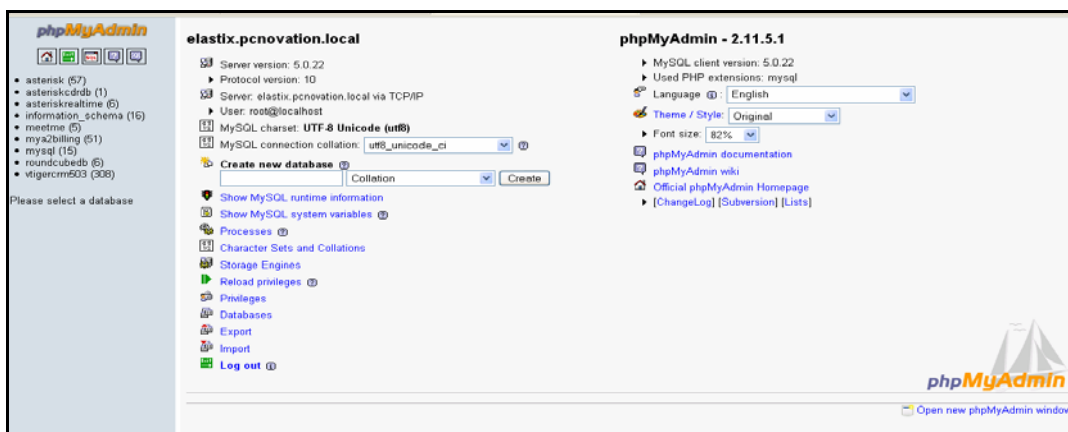 phpMyAdmin
asterisk (57)
asteriskcdrdb (1)
asteriskrealtime (6)
information_schema (16)
meetme (5)
mya2billing (51)
mysql (15)
roundcubedb (6)
vtigercrm503 (308)
Please select a database
elastix.pcnovation.local
Server version: 5.0.22
Protocol version: 10
Server: elastix.pcnovation.local via TCP/IP
User: root@localhost
MySQL charset: UTF-8 Unicode (utf8)
MySQL connection collation: utf8_unicode_ci
Create new database
Collation Create
Show MySQL runtime information
Show MySQL system variables
Processes
Character Sets and Collations
Storage Engines
Reload privileges
Privileges
Databases
Export
Import
Log out
phpMyAdmin - 2.11.5.1
MySQL client version: 5.0.22
Used PHP extensions: mysql
Language : English
Theme / Style: Original
Font size: 82%
phpMyAdmin documentation
phpMyAdmin wiki
Official phpMyAdmin Homepage
[ChangeLog] [Subversion] [Lists]
phpMyAdmin
Open new phpMyAdmin window